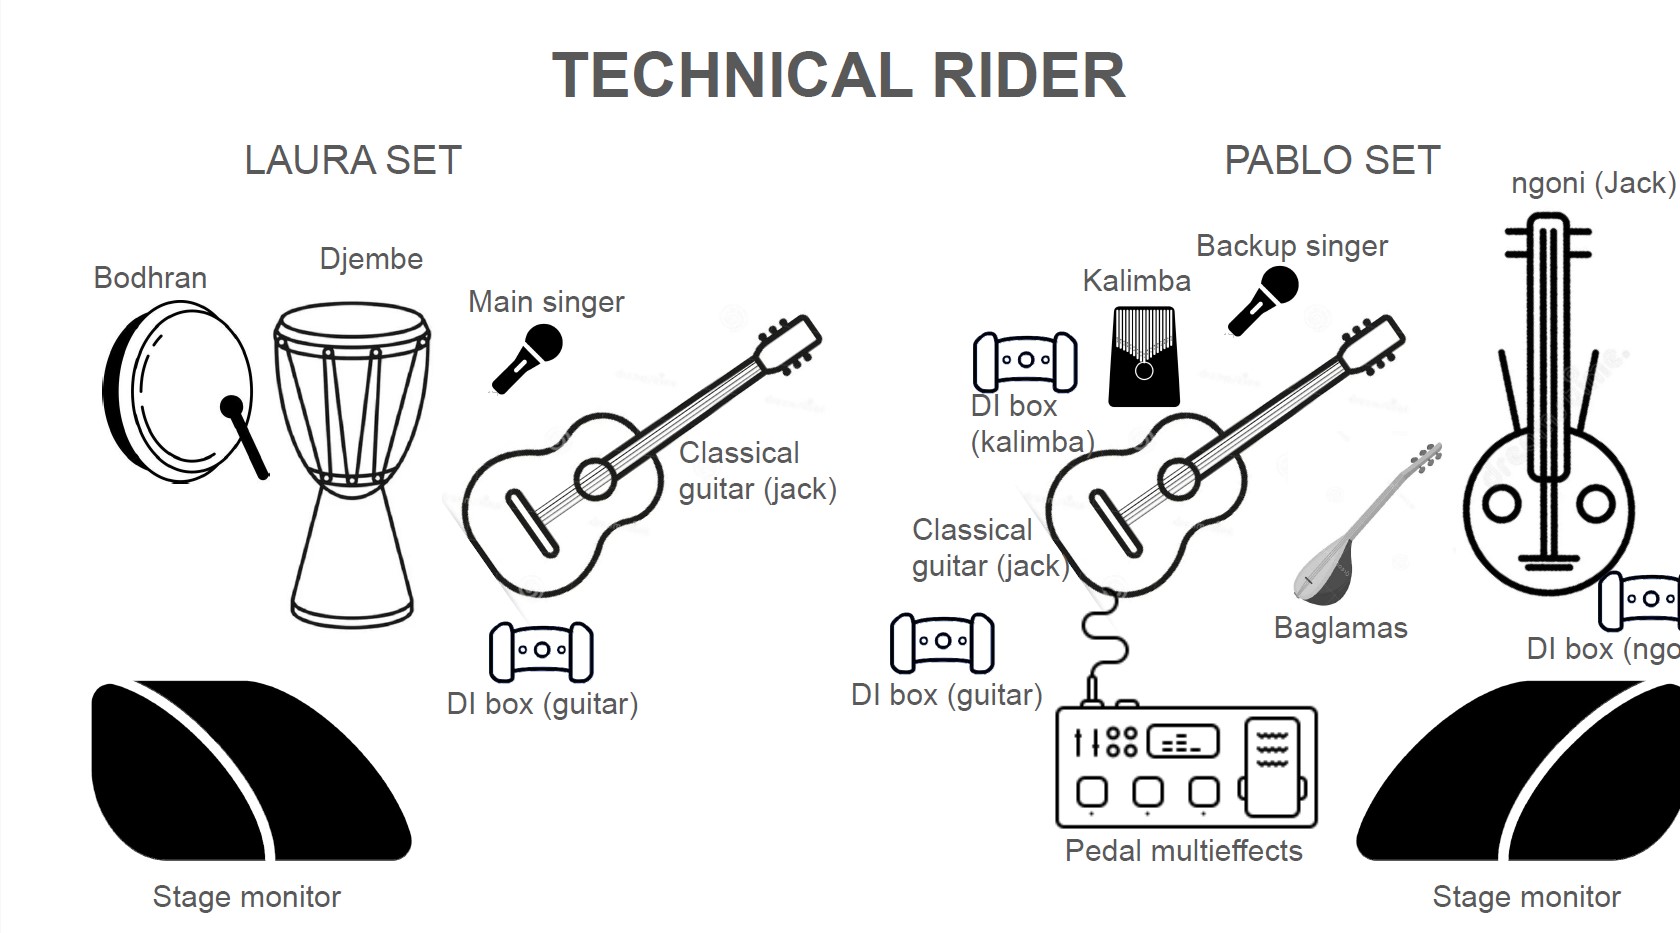 TECHNICAL RIDER
LAURA SET
PABLO SET
ngoni (Jack)
Bodhran
Djembe
Main singer
Classical
guitar (jack)
DI box (guitar)
Stage monitor
Backup singer
Kalimba
DI box
(kalimba)
Classical
guitar (jack)
DI box (guitar)
Baglamas
DI box (ngo
Pedal multieffects
Stage monitor